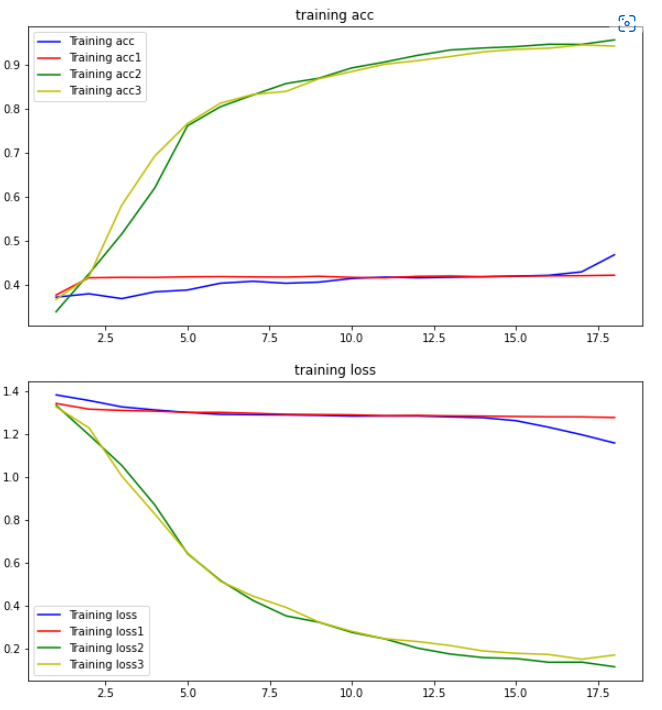 training acc
Training acc
Training acc1
Training acc2
Training acc3
0.9
0.8
0.7
0.6
0.5
0.4
2.5 5.0 7.5 10.0 12.5 15.0 17.5
training loss
1.4
1.2
1.0
0.8
0.6
0.4
0.2
Training loss
Training loss1
Training loss2
Training loss3
2.5 5.0 7.5 10.0 12.5 15.0 17.5